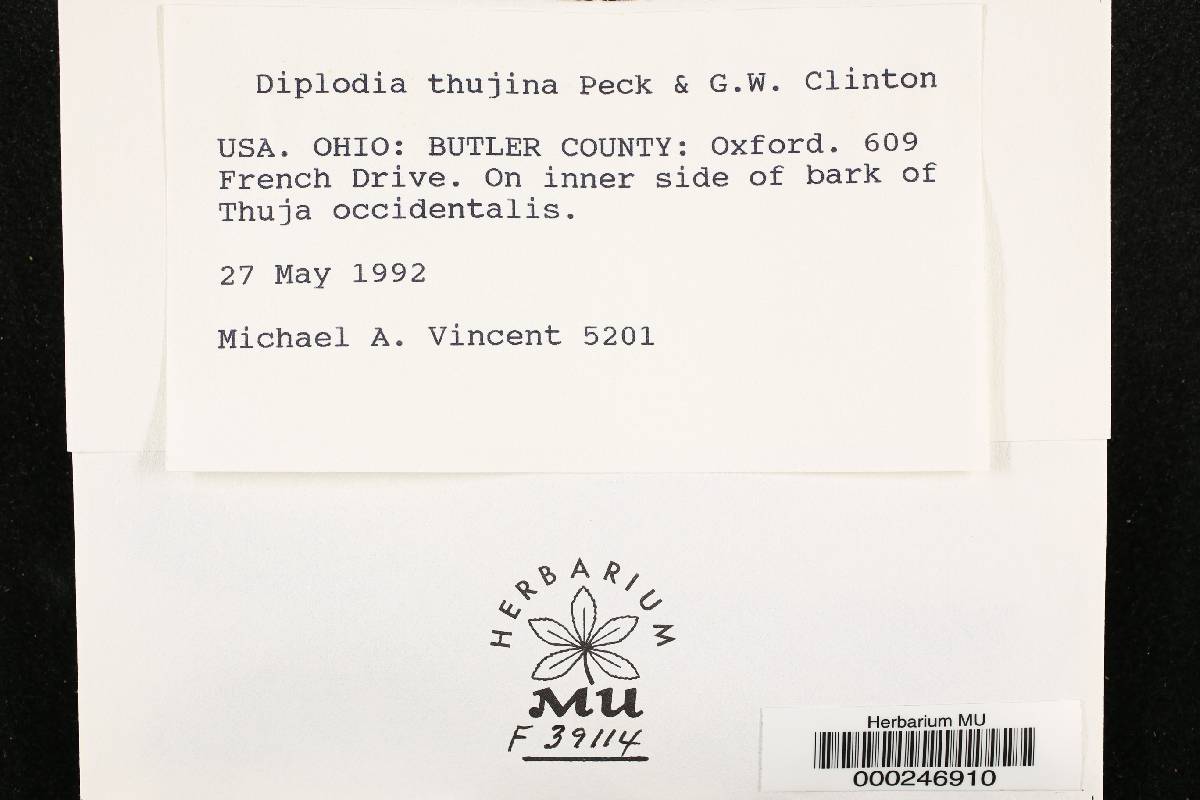 Diplodia thujina Peck & G.W. Clinton
USA. OHIO: BUTLER COUNTY: Oxford. 609
French Drive. On inner side of bark of
Thuja occidentalis.
27 May 1992
Michael A. Vincent 5201
HERBARIUM
MU
F 39114
Herbarium MU
000246910